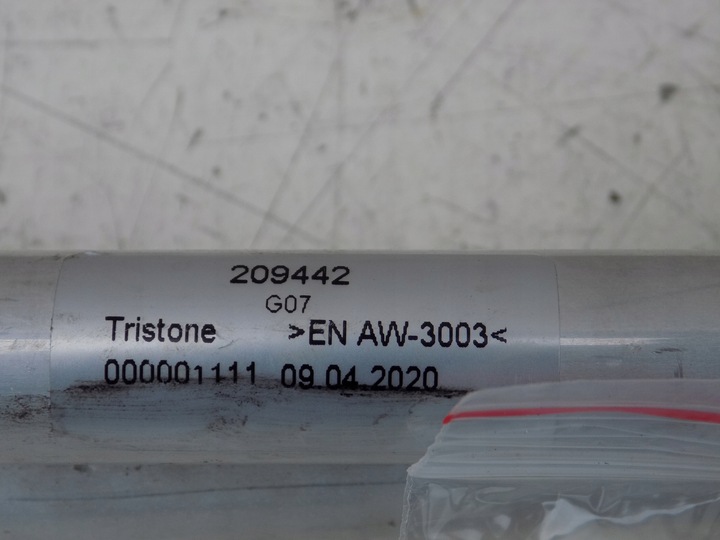 209442
G07
Tristone >EN AW-3003<
000001111 09.04.2020